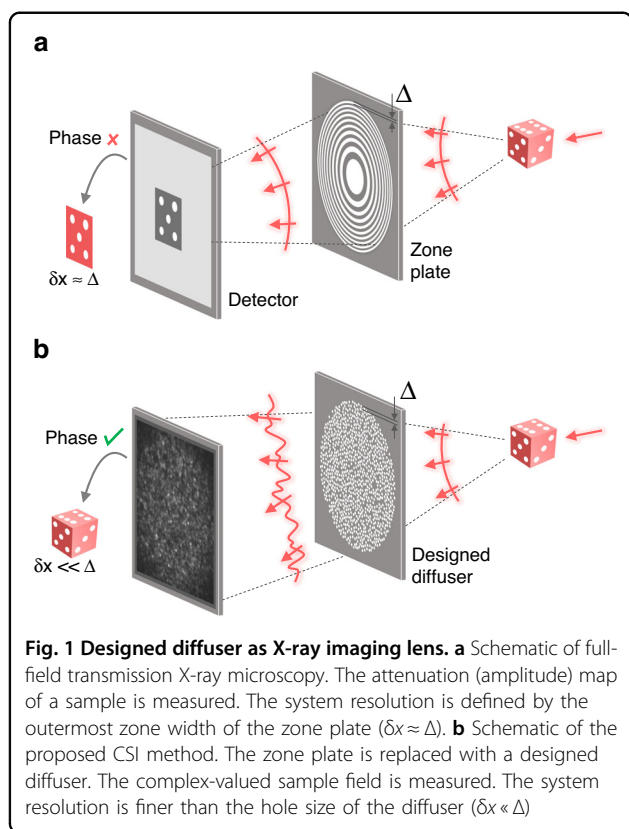 a
Δ
Phase ✗
Zone
plate
δx ≈ Δ
Detector
b
Δ
Phase ✓
Designed
diffuser
δx << Δ
Fig. 1 Designed diffuser as X-ray imaging lens. a Schematic of full-
field transmission X-ray microscopy. The attenuation (amplitude) map
of a sample is measured. The system resolution is defined by the
outermost zone width of the zone plate (δx ≈ Δ). b Schematic of the
proposed CSI method. The zone plate is replaced with a designed
diffuser. The complex-valued sample field is measured. The system
resolution is finer than the hole size of the diffuser (δx « Δ)